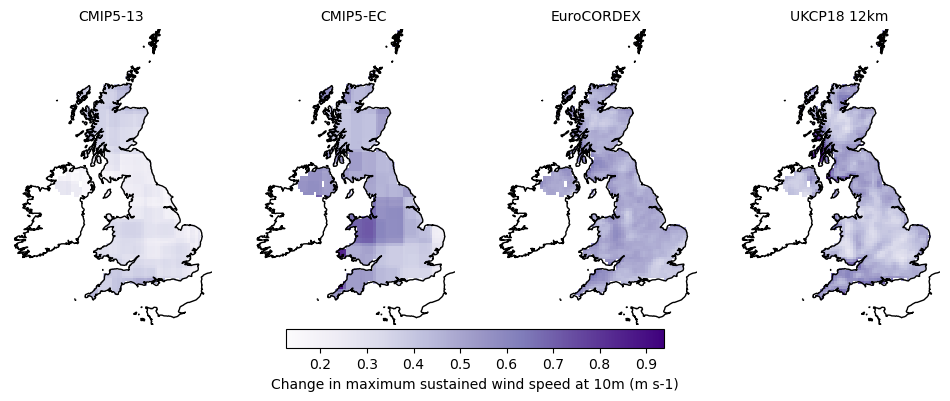 CMIP5-13 CMIP5-EC EuroCORDEX UKCP18 12km
0.2 0.3 0.4 0.5 0.6 0.7 0.8 0.9
Change in maximum sustained wind speed at 10m (m s-1)